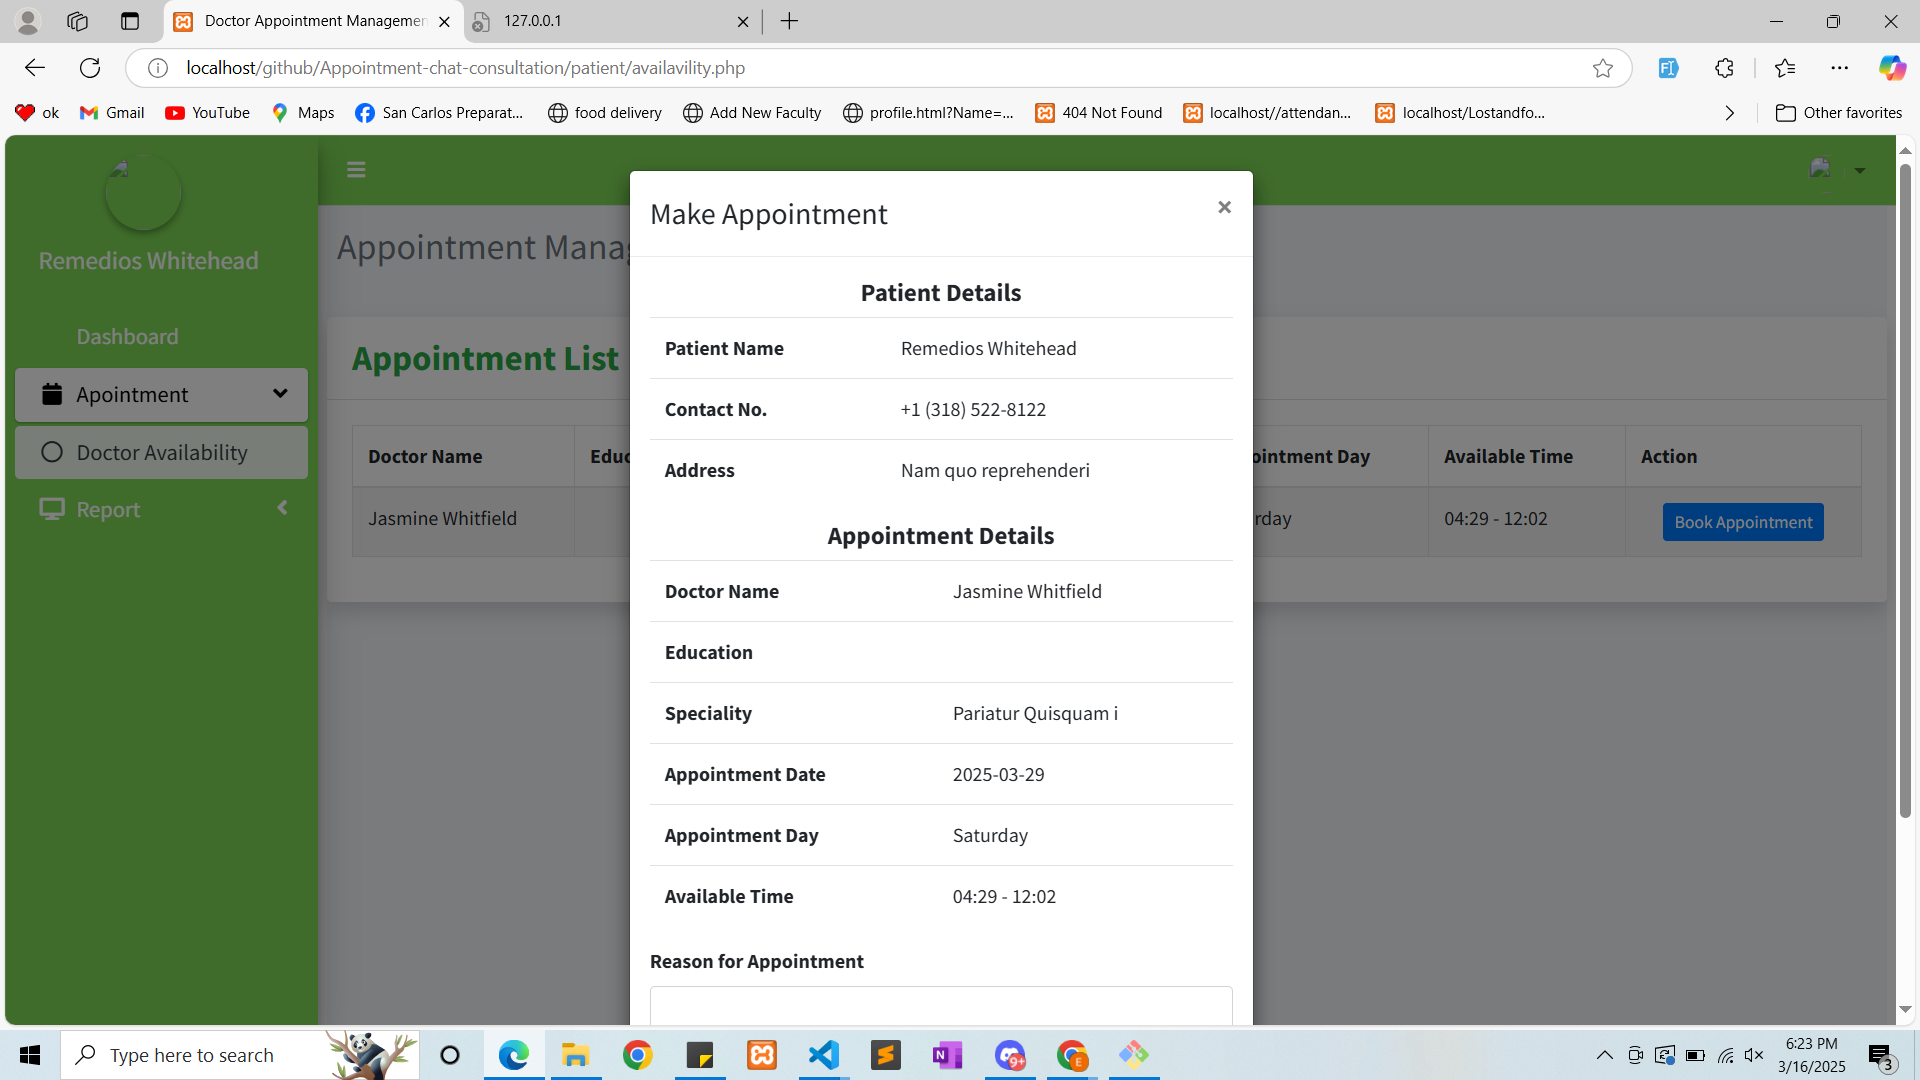 Doctor Appointment Managemen
127.0.0.1
localhost/github/Appointment-chat-consultation/patient/availavility.php
ok
Gmail
YouTube
Maps
San Carlos Preparat...
food delivery
Add New Faculty
profile.html?Name=...
404 Not Found
localhost//attendan...
localhost/Lostandfo...
Other favorites
Remedios Whitehead
Dashboard
Apointment
Doctor Availability
Report
Appointment Mana
Appointment List
Doctor Name
Educ
ointment Day
Available Time
Action
Jasmine Whitfield
rday
04:29 - 12:02
Book Appointment
Make Appointment
×
Patient Details
Patient Name Remedios Whitehead
Contact No. +1 (318) 522-8122
Address Nam quo reprehenderi
Appointment Details
Doctor Name Jasmine Whitfield
Education
Speciality Pariatur Quisquam i
Appointment Date 2025-03-29
Appointment Day Saturday
Available Time 04:29 - 12:02
Reason for Appointment
Type here to search
9+
E
6:23 PM
3/16/2025
3